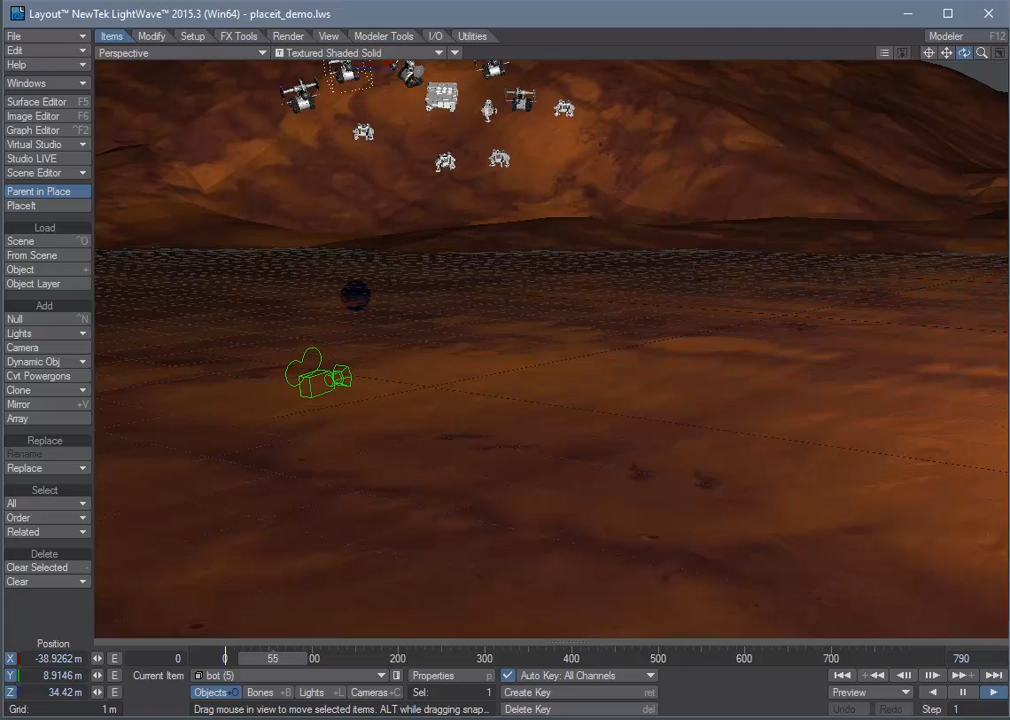 Layout™ NewTek LightWave™ 2015.3 (Win64) - placeit_demo.lws
File
Items Modify Setup FX Tools Render View Modeler Tools I/O Utilities Modeler F12
Edit
Perspective Textured Shaded Solid
Help
Windows
Surface Editor F5
Image Editor F6
Graph Editor ^F2
Virtual Studio
Studio LIVE
Scene Editor
Parent in Place
PlaceIt
Load
Scene ^O
From Scene
Object +
Object Layer
Add
Null ^N
Lights
Camera
Dynamic Obj
Cvt Powergons
Clone
Mirror +V
Array
Replace
Rename
Replace
Select
All
Order
Related
Delete
Clear Selected -
Clear
Position
X -38.9262 m E 0 0 55 00 200 300 400 500 600 700 790
Y 8.9146 m E Current Item bot (5) Properties p Auto Key: All Channels
Z 34.42 m E Objects +O Bones +B Lights +L Cameras +C Sel: 1 Create Key ret Preview
Grid: 1 m Drag mouse in view to move selected items. ALT while dragging snap... Delete Key del Undo Redo Step 1